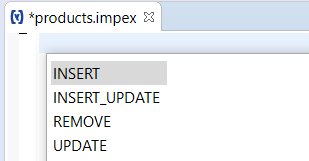 *products.impex
INSERT
INSERT_UPDATE
REMOVE
UPDATE